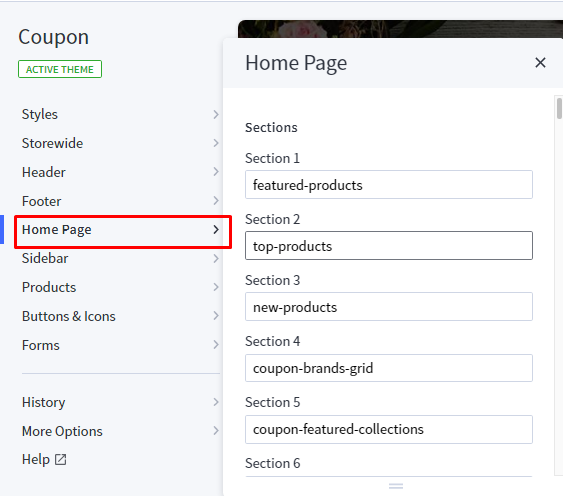 Coupon
ACTIVE THEME
Styles
Storewide
Header
Footer
Home Page
Sidebar
Products
Buttons & Icons
Forms
History
More Options
Help
Home Page
Sections
Section 1
featured-products
Section 2
top-products
Section 3
new-products
Section 4
coupon-brands-grid
Section 5
coupon-featured-collections
Section 6